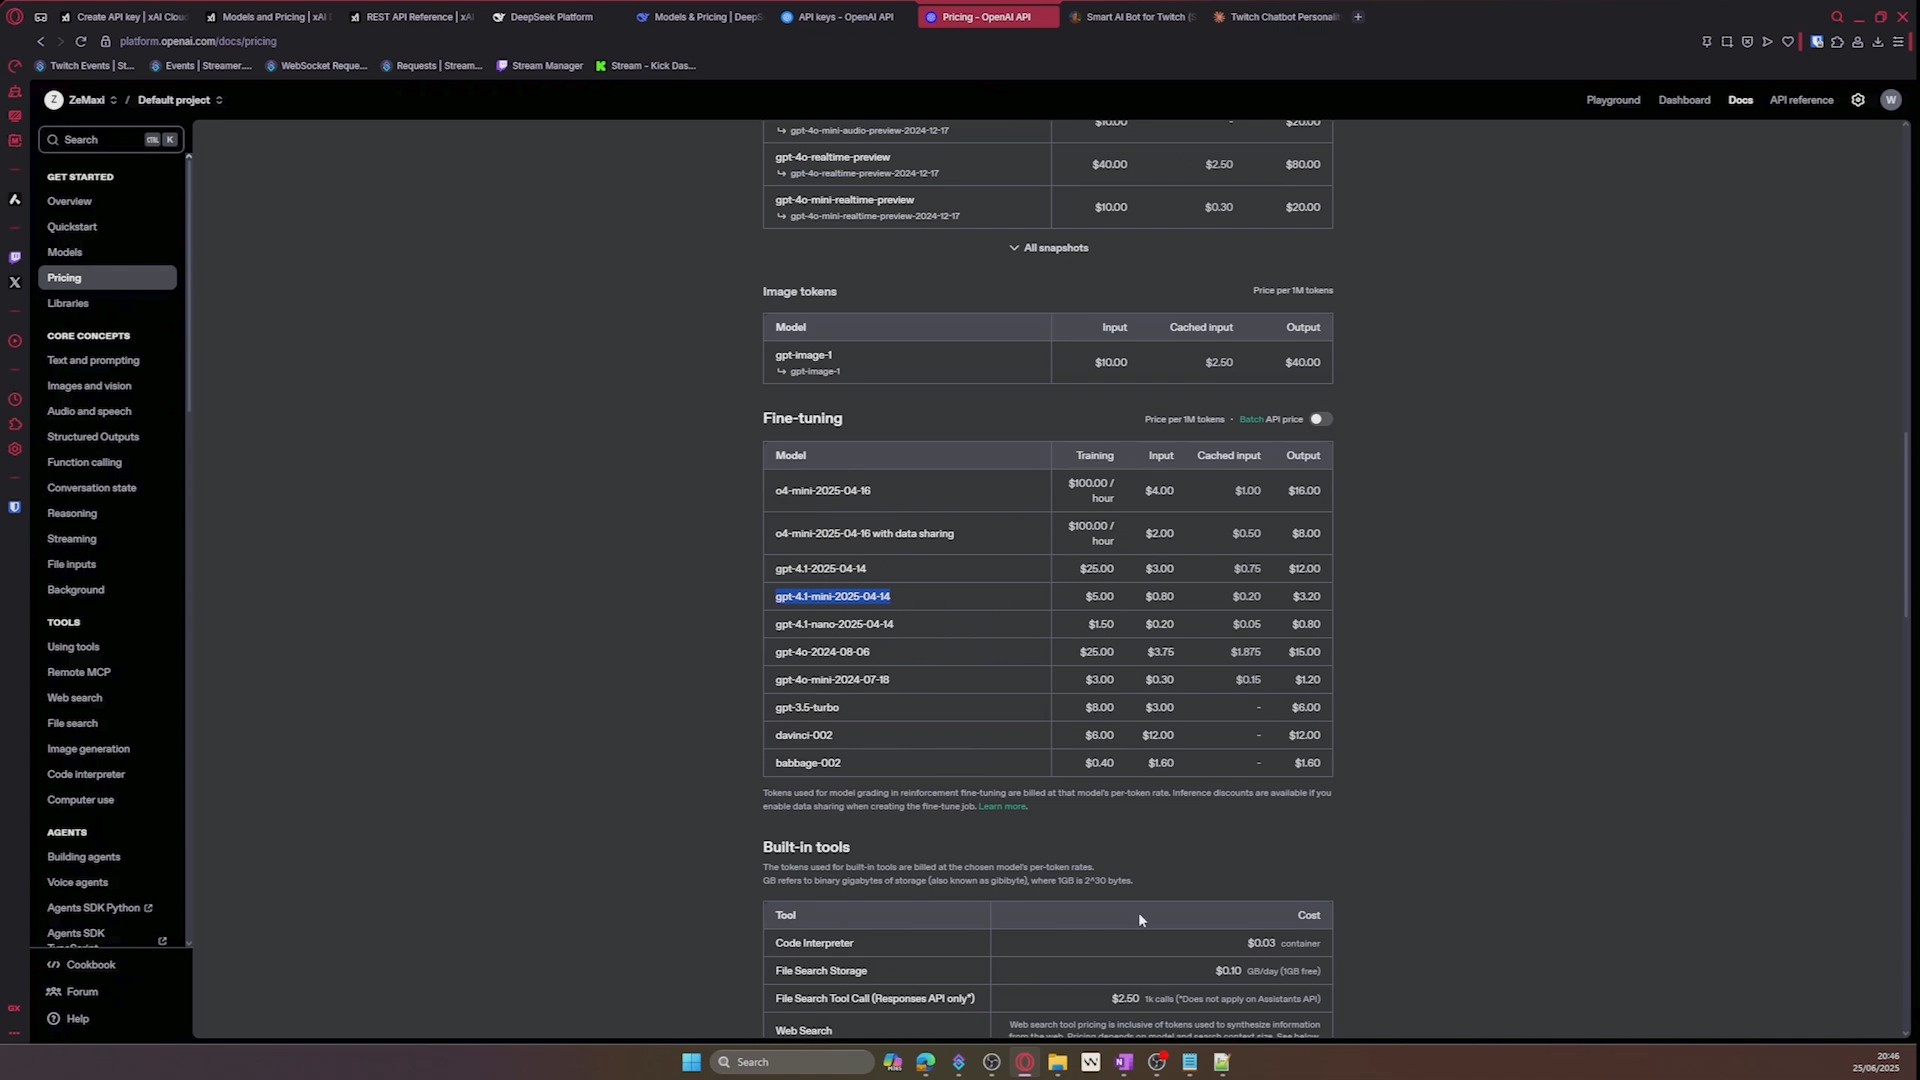 Create API key | xAI Clou
Models and Pricing | xAI
REST API Reference | xA
DeepSeek Platform
Models & Pricing | DeepS
API keys - OpenAI API
Pricing - OpenAI API
Smart AI Bot for Twitch (S
Twitch Chatbot Personali
platform.openai.com/docs/pricing
Twitch Events | St...
Events | Streamer....
WebSocket Reque...
Requests | Stream...
Stream Manager
Stream - Kick Das...
Z ZeMaxi / Default project
Playground Dashboard Docs API reference W
Search CTRL K
GET STARTED
Overview
Quickstart
Models
Pricing
Libraries
CORE CONCEPTS
Text and prompting
Images and vision
Audio and speech
Structured Outputs
Function calling
Conversation state
Reasoning
Streaming
File inputs
Background
TOOLS
Using tools
Remote MCP
Web search
File search
Image generation
Code interpreter
Computer use
AGENTS
Building agents
Voice agents
Agents SDK Python
Agents SDK
TypeScript
Cookbook
Forum
Help
↳ gpt-4o-mini-audio-preview-2024-12-17 $10.00 - $20.00
gpt-4o-realtime-preview
↳ gpt-4o-realtime-preview-2024-12-17 $40.00 $2.50 $80.00
gpt-4o-mini-realtime-preview
↳ gpt-4o-mini-realtime-preview-2024-12-17 $10.00 $0.30 $20.00
All snapshots
Image tokens Price per 1M tokens
Model Input Cached input Output
gpt-image-1
↳ gpt-image-1 $10.00 $2.50 $40.00
Fine-tuning Price per 1M tokens · Batch API price
Model Training Input Cached input Output
o4-mini-2025-04-16 $100.00 / hour $4.00 $1.00 $16.00
o4-mini-2025-04-16 with data sharing $100.00 / hour $2.00 $0.50 $8.00
gpt-4.1-2025-04-14 $25.00 $3.00 $0.75 $12.00
gpt-4.1-mini-2025-04-14 $5.00 $0.80 $0.20 $3.20
gpt-4.1-nano-2025-04-14 $1.50 $0.20 $0.05 $0.80
gpt-4o-2024-08-06 $25.00 $3.75 $1.875 $15.00
gpt-4o-mini-2024-07-18 $3.00 $0.30 $0.15 $1.20
gpt-3.5-turbo $8.00 $3.00 - $6.00
davinci-002 $6.00 $12.00 - $12.00
babbage-002 $0.40 $1.60 - $1.60
Tokens used for model grading in reinforcement fine-tuning are billed at that model's per-token rate. Inference discounts are available if you
enable data sharing when creating the fine-tune job. Learn more.
Built-in tools
The tokens used for built-in tools are billed at the chosen model's per-token rates.
GB refers to binary gigabytes of storage (also known as gibibyte), where 1GB is 2^30 bytes.
Tool Cost
Code Interpreter $0.03 container
File Search Storage $0.10 GB/day (1GB free)
File Search Tool Call (Responses API only*) $2.50 1k calls (*Does not apply on Assistants API)
Web Search Web search tool pricing is inclusive of tokens used to synthesize information
from the web. Pricing depends on model and search context size. See below
GX
Search
20:46
25/06/2025